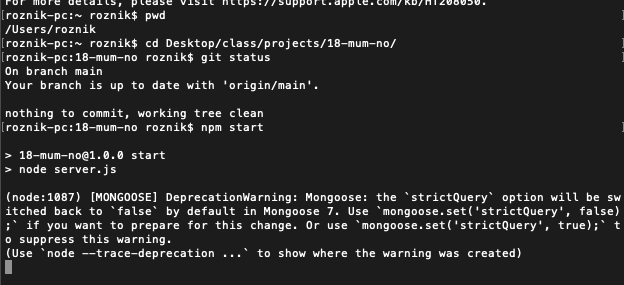 For more details, please visit https://support.apple.com/kb/HT208050.
[roznik-pc:~ roznik$ pwd ]
/Users/roznik
[roznik-pc:~ roznik$ cd Desktop/class/projects/18-mum-no/ ]
[roznik-pc:18-mum-no roznik$ git status ]
On branch main
Your branch is up to date with 'origin/main'.
nothing to commit, working tree clean
[roznik-pc:18-mum-no roznik$ npm start ]
> 18-mum-no@1.0.0 start
> node server.js
(node:1087) [MONGOOSE] DeprecationWarning: Mongoose: the `strictQuery` option will be sw
itched back to `false` by default in Mongoose 7. Use `mongoose.set('strictQuery', false)
;` if you want to prepare for this change. Or use `mongoose.set('strictQuery', true);` t
o suppress this warning.
(Use `node --trace-deprecation ...` to show where the warning was created)